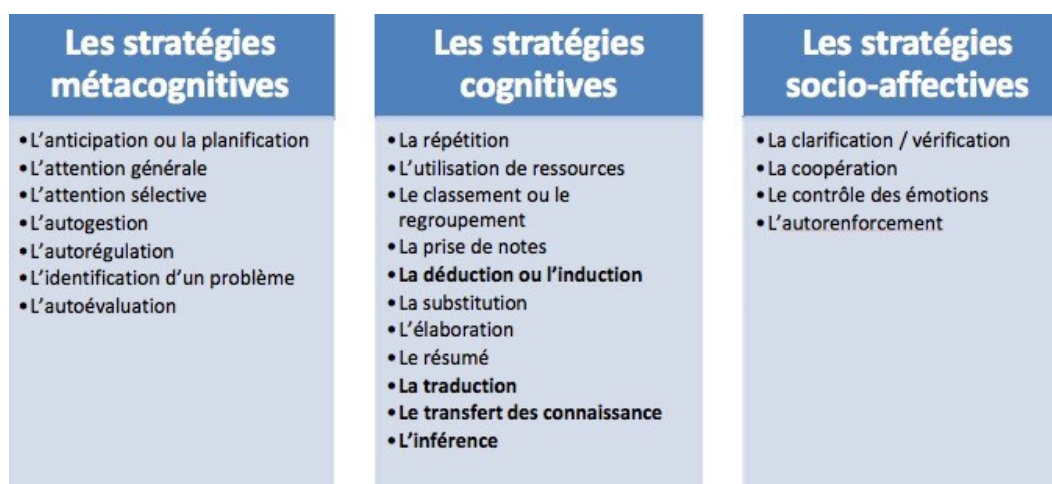 Les stratégies
métacognitives
•L'anticipation ou la planification
•L'attention générale
•L'attention sélective
•L'autogestion
•L'autorégulation
•L'identification d'un problème
•L'autoévaluation
Les stratégies
cognitives
•La répétition
•L'utilisation de ressources
•Le classement ou le
regroupement
•La prise de notes
•La déduction ou l'induction
•La substitution
•L'élaboration
•Le résumé
•La traduction
•Le transfert des connaissance
•L'inférence
Les stratégies
socio-affectives
•La clarification / vérification
•La coopération
•Le contrôle des émotions
•L'autorenforcement